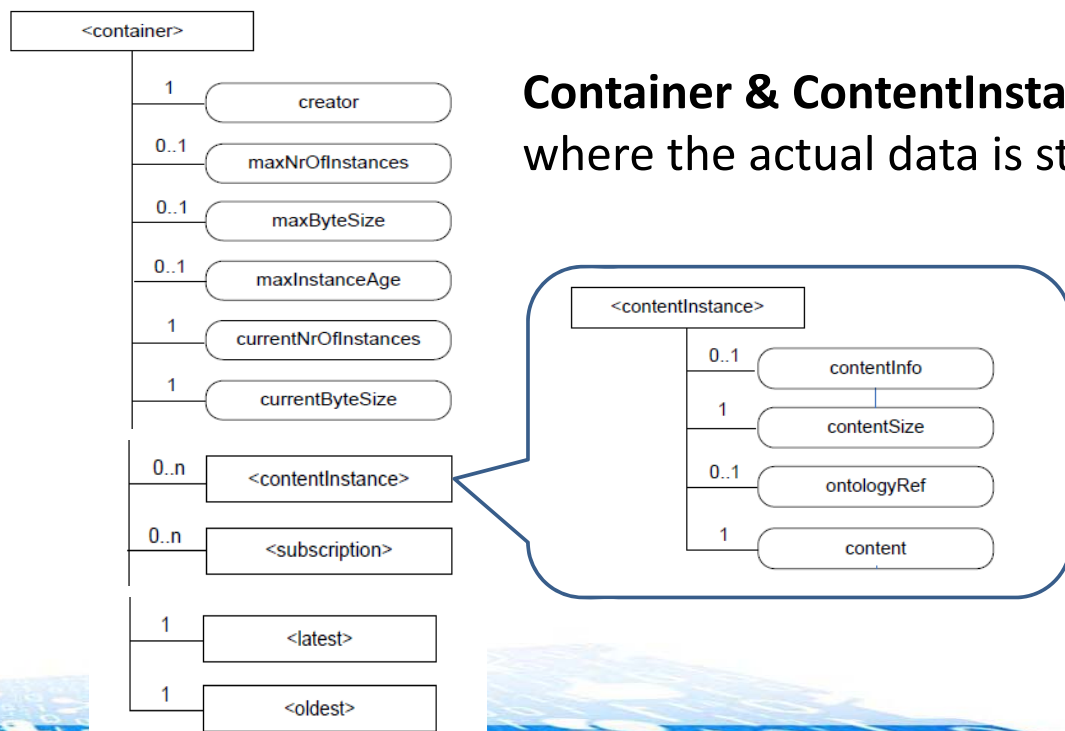 <container>
1
creator
0..1
maxNrOfInstances
0..1
maxByteSize
0..1
maxInstanceAge
1
currentNrOfInstances
1
currentByteSize
0..n
<contentInstance>
0..n
<subscription>
1
<latest>
1
<oldest>
Container & ContentInsta
where the actual data is st
<contentInstance>
0..1
contentInfo
1
contentSize
0..1
ontologyRef
1
content